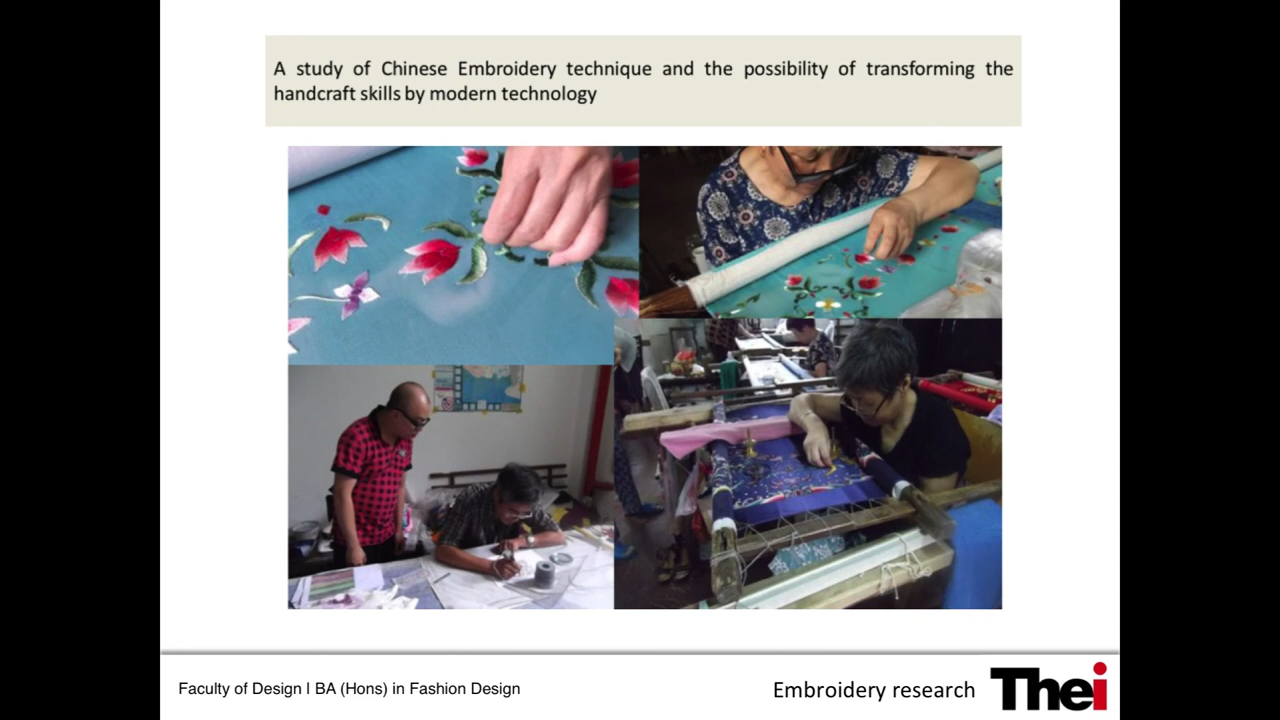 A study of Chinese Embroidery technique and the possibility of transforming the
handcraft skills by modern technology
Faculty of Design I BA (Hons) in Fashion Design
Embroidery research
Thei